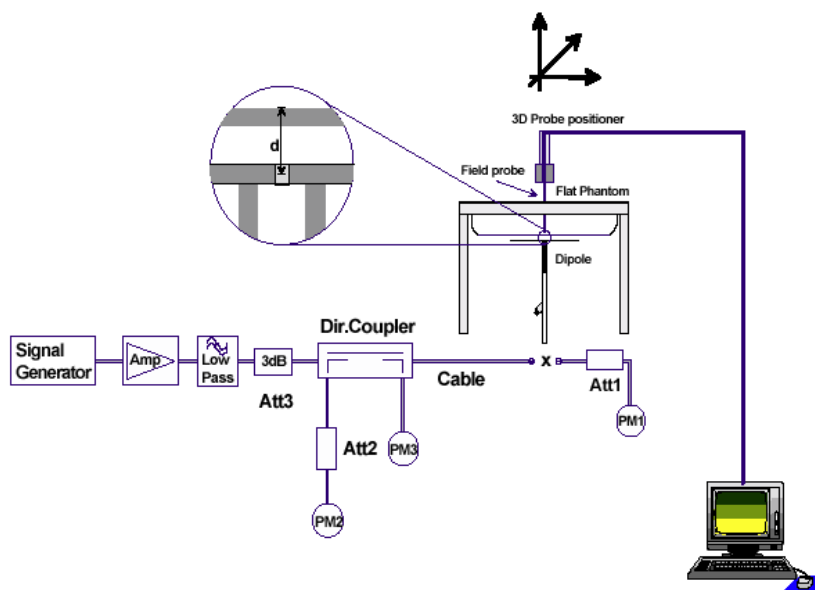 3D Probe positioner
d
Field probe
Flat Phantom
Dipole
Dir.Coupler
Signal
Generator
Amp
Low
Pass
3dB
Att3
Cable
x
Att1
PM1
Att2
PM3
PM2